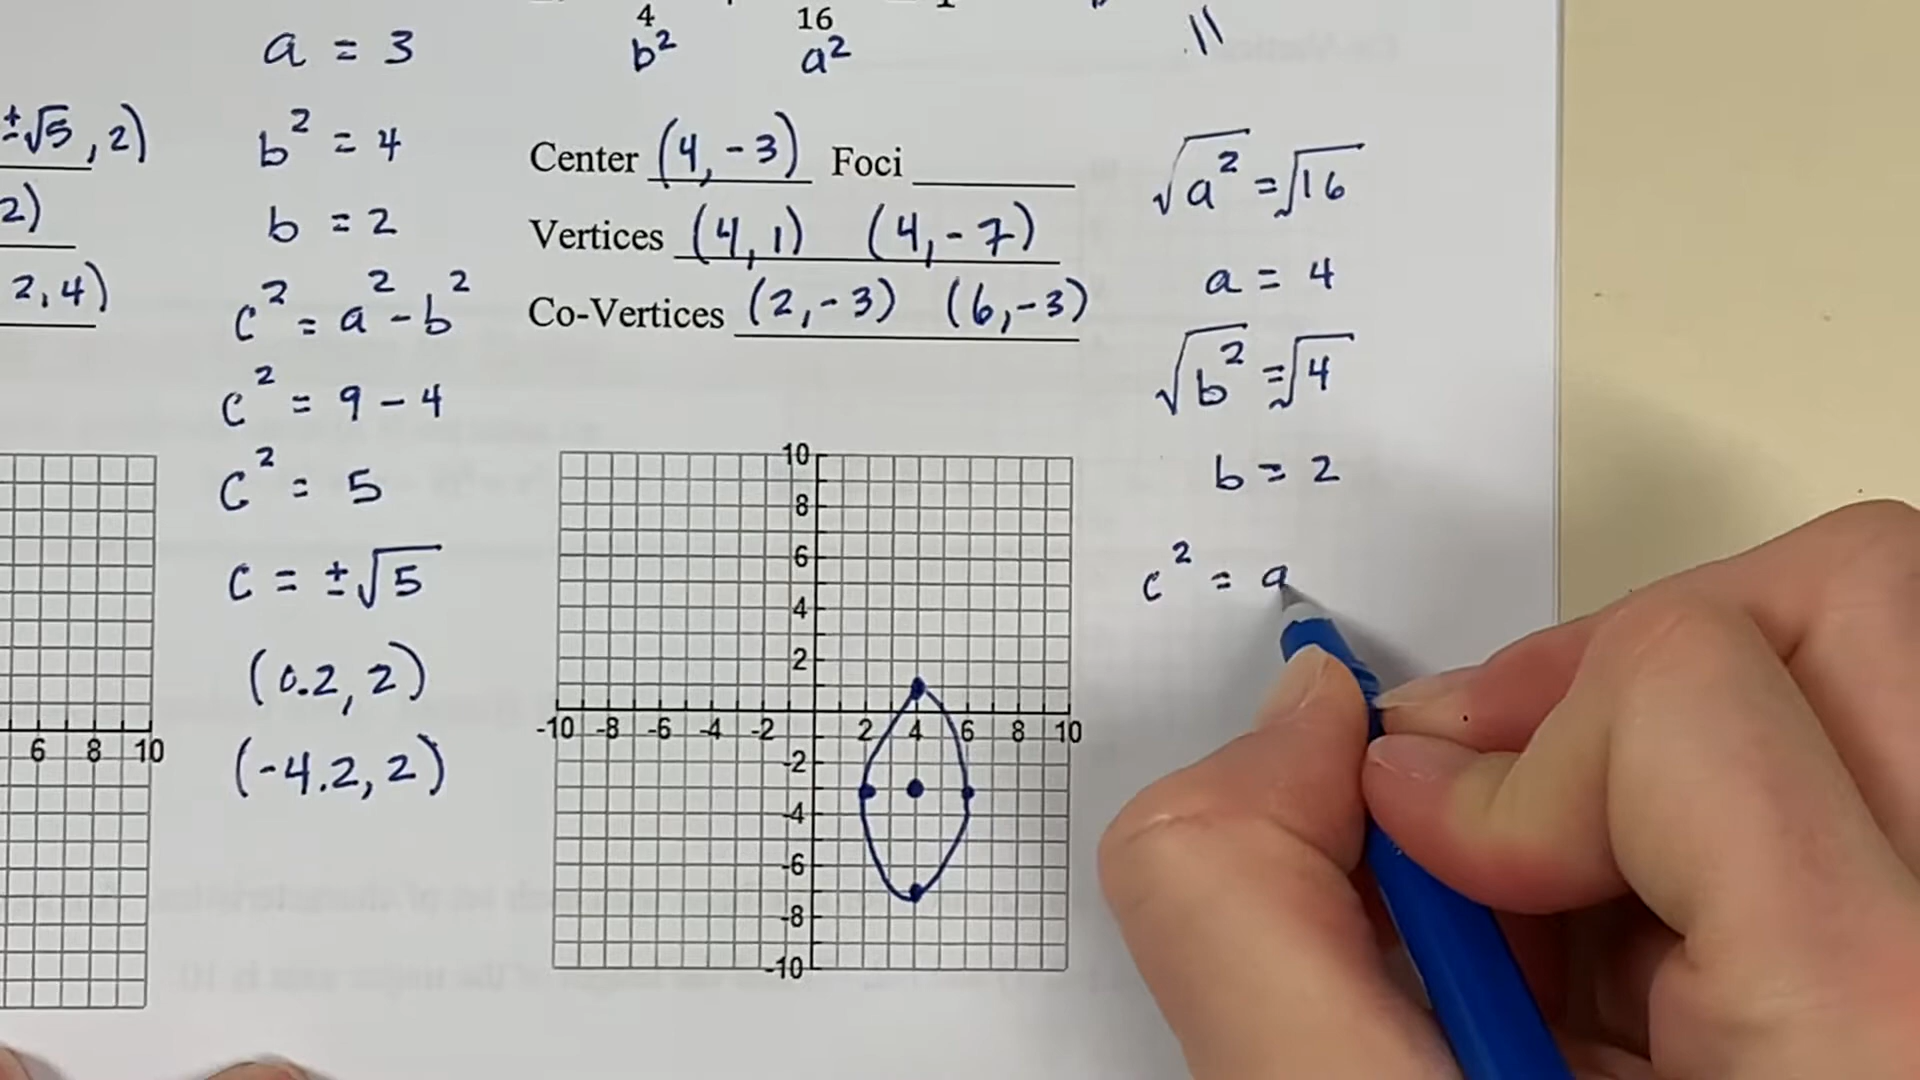 a = 3
b² = 4
b = 2
c² = a² - b²
c² = 9 - 4
c² = 5
c = ±√5
(0.2, 2)
(-4.2, 2)
±√5, 2)
2)
2, 4)
6 8 10
4 16
b² a²
Center (4, -3) Foci
Vertices (4, 1) (4, -7)
Co-Vertices (2, -3) (6, -3)
10
8
6
4
2
-10 -8 -6 -4 -2 2 4 6 8 10
-2
-4
-6
-8
-10
√a² = √16
a = 4
√b² = √4
b = 2
c² = a